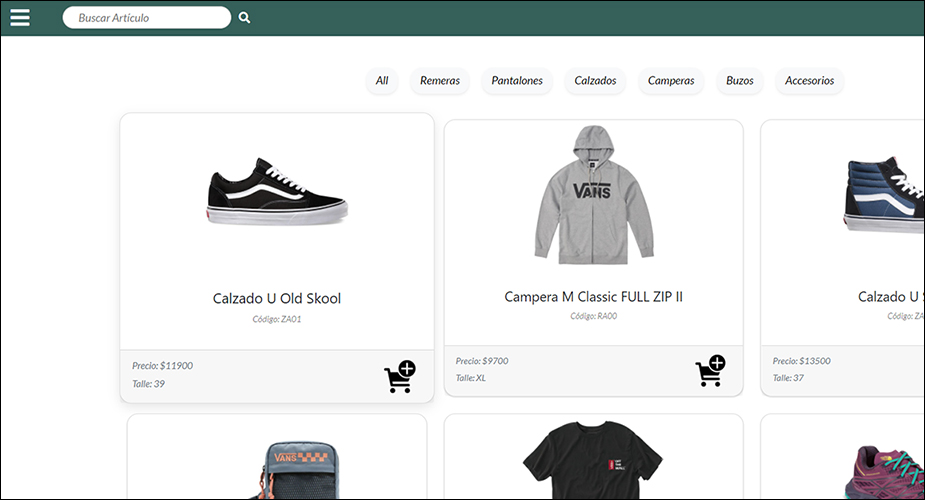 Buscar Artículo
All
Remeras
Pantalones
Calzados
Camperas
Buzos
Accesorios
VANS
Calzado U Old Skool
Código: ZA01
Precio: $11900
Talle: 39
Campera M Classic FULL ZIP II
Código: RA00
Precio: $9700
Talle: XL
Calzado U
Código: ZA
Precio: $13500
Talle: 37
VANS